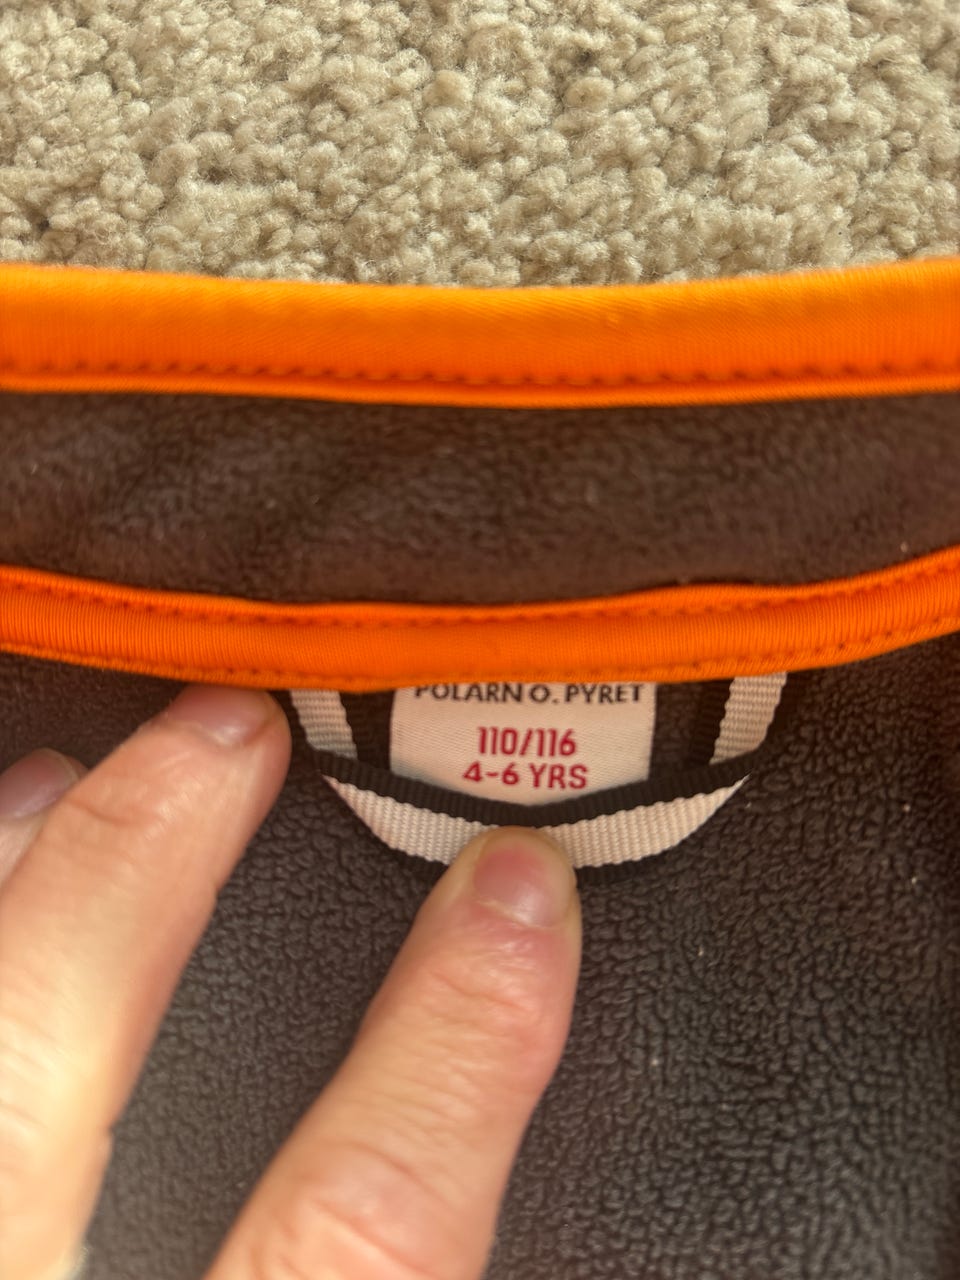 POLARN O. PYRET
110/116
4-6 YRS